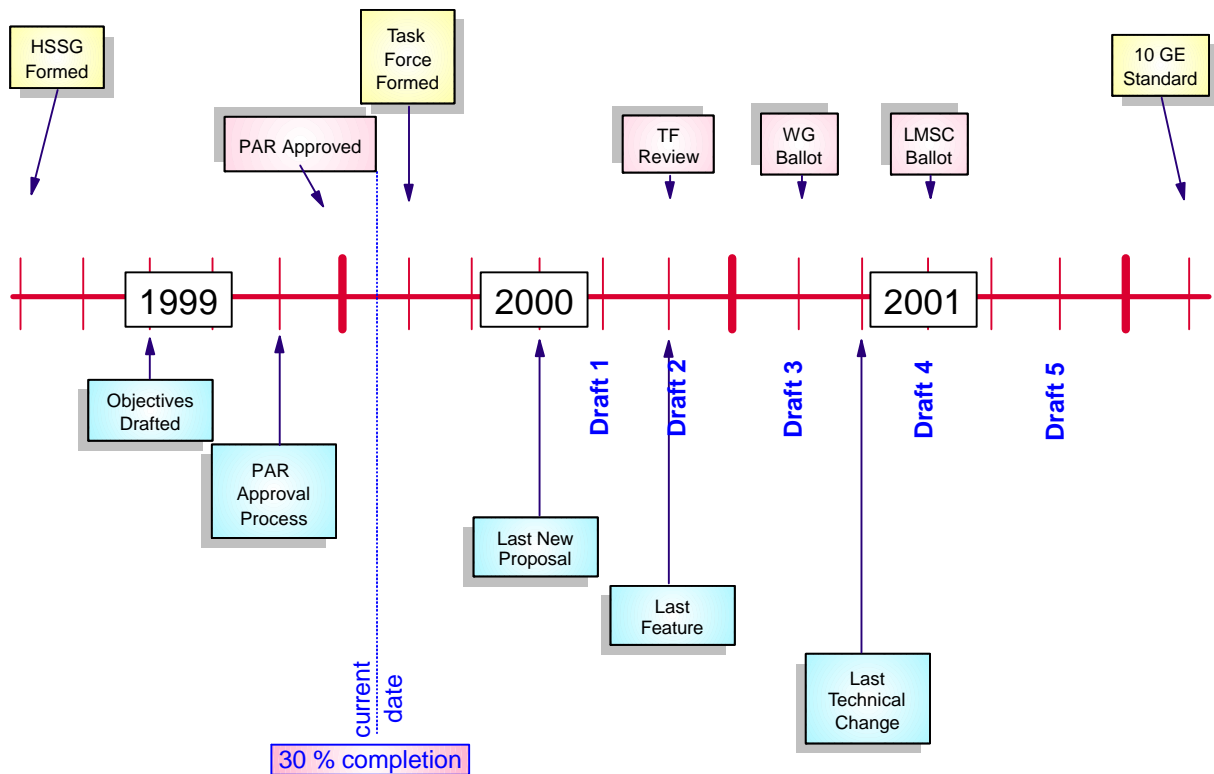 HSSG
Formed
Task
Force
Formed
10 GE
Standard
PAR Approved
TF
Review
WG
Ballot
LMSC
Ballot
1999
2000
2001
Draft 1
Draft 2
Draft 3
Draft 4
Draft 5
Objectives
Drafted
PAR
Approval
Process
Last New
Proposal
Last
Feature
Last
Technical
Change
current
date
30 % completion